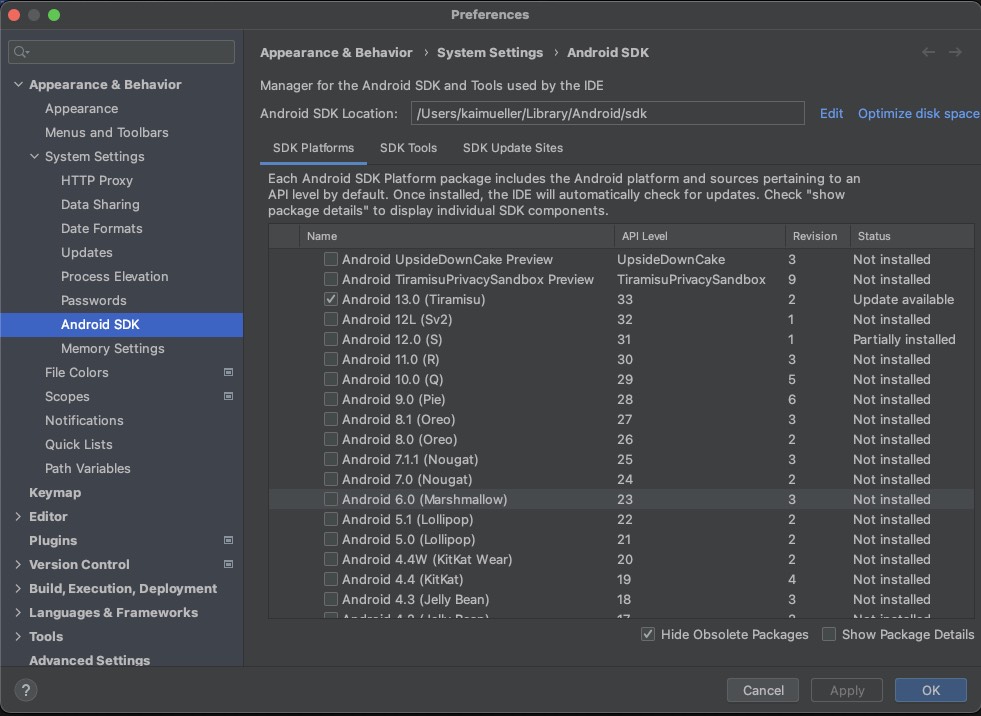 Preferences
Appearance & Behavior
Appearance
Menus and Toolbars
System Settings
HTTP Proxy
Data Sharing
Date Formats
Updates
Process Elevation
Passwords
Android SDK
Memory Settings
File Colors
Scopes
Notifications
Quick Lists
Path Variables
Keymap
Editor
Plugins
Version Control
Build, Execution, Deployment
Languages & Frameworks
Tools
Advanced Settings
?
Appearance & Behavior › System Settings › Android SDK
Manager for the Android SDK and Tools used by the IDE
Android SDK Location: /Users/kaimueller/Library/Android/sdk Edit Optimize disk space
SDK Platforms SDK Tools SDK Update Sites
Each Android SDK Platform package includes the Android platform and sources pertaining to an
API level by default. Once installed, the IDE will automatically check for updates. Check "show
package details" to display individual SDK components.
Name API Level Revision Status
Android UpsideDownCake Preview UpsideDownCake 3 Not installed
Android TiramisuPrivacySandbox Preview TiramisuPrivacySandbox 9 Not installed
Android 13.0 (Tiramisu) 33 2 Update available
Android 12L (Sv2) 32 1 Not installed
Android 12.0 (S) 31 1 Partially installed
Android 11.0 (R) 30 3 Not installed
Android 10.0 (Q) 29 5 Not installed
Android 9.0 (Pie) 28 6 Not installed
Android 8.1 (Oreo) 27 3 Not installed
Android 8.0 (Oreo) 26 2 Not installed
Android 7.1.1 (Nougat) 25 3 Not installed
Android 7.0 (Nougat) 24 2 Not installed
Android 6.0 (Marshmallow) 23 3 Not installed
Android 5.1 (Lollipop) 22 2 Not installed
Android 5.0 (Lollipop) 21 2 Not installed
Android 4.4W (KitKat Wear) 20 2 Not installed
Android 4.4 (KitKat) 19 4 Not installed
Android 4.3 (Jelly Bean) 18 3 Not installed
Hide Obsolete Packages Show Package Details
Cancel Apply OK